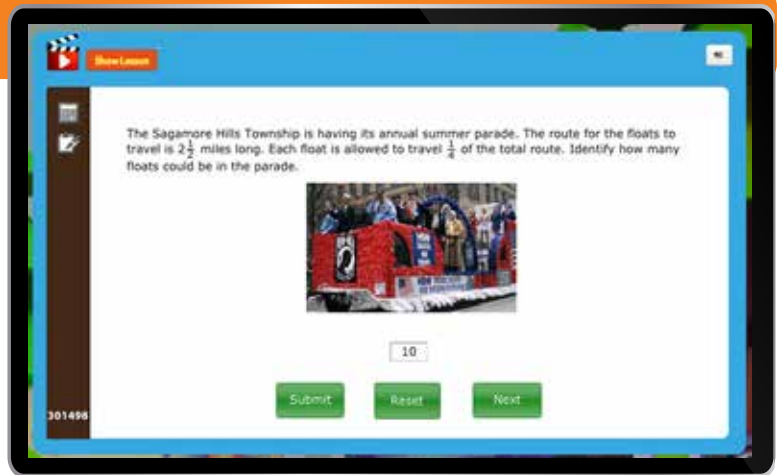 Show Lesson
The Sagamore Hills Township is having its annual summer parade. The route for the floats to
travel is 2 1/2 miles long. Each float is allowed to travel 1/4 of the total route. Identify how many
floats could be in the parade.
10
Submit
Reset
Next
301498